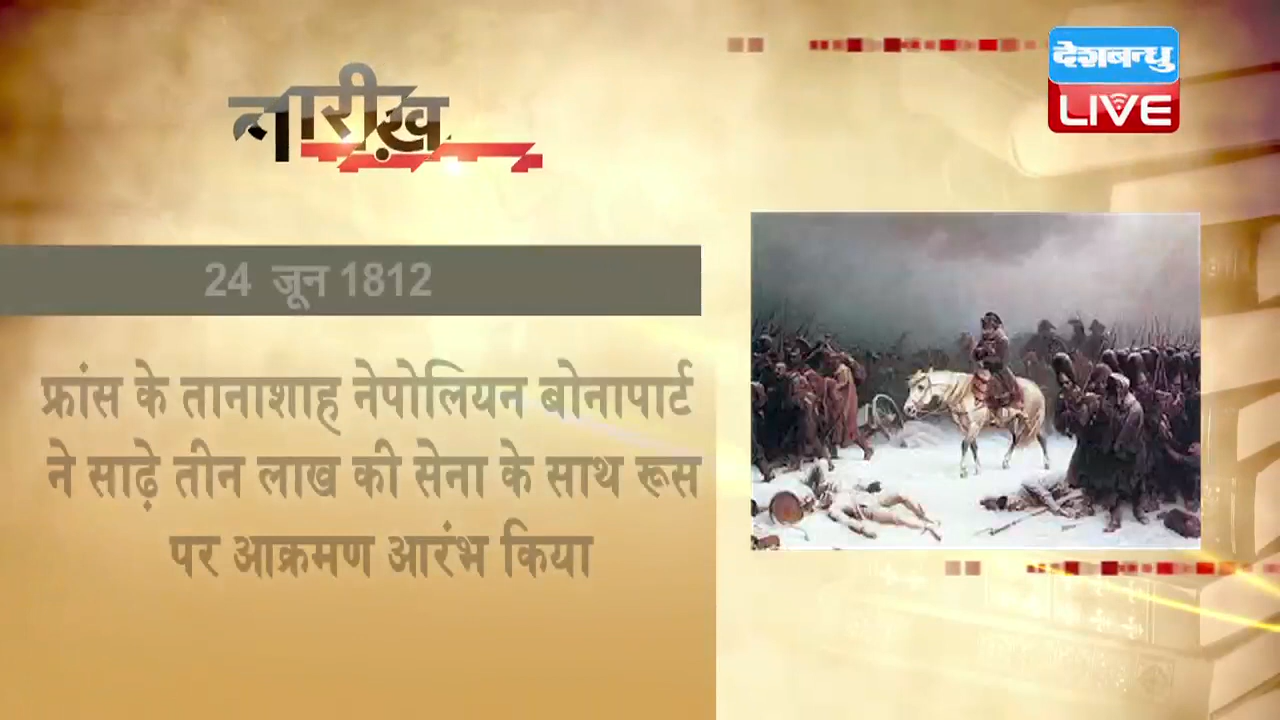 तारीख़
देशबन्धु
LIVE
24 जून 1812
फ्रांस के तानाशाह नेपोलियन बोनापार्ट
ने साढ़े तीन लाख की सेना के साथ रूस
पर आक्रमण आरंभ किया